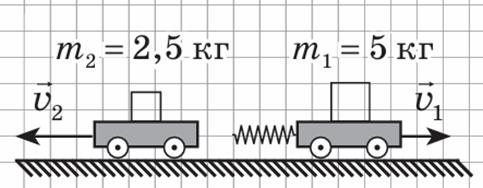 m₂ = 2,5 кг m₁ = 5 кг
v⃗₂ v⃗₁